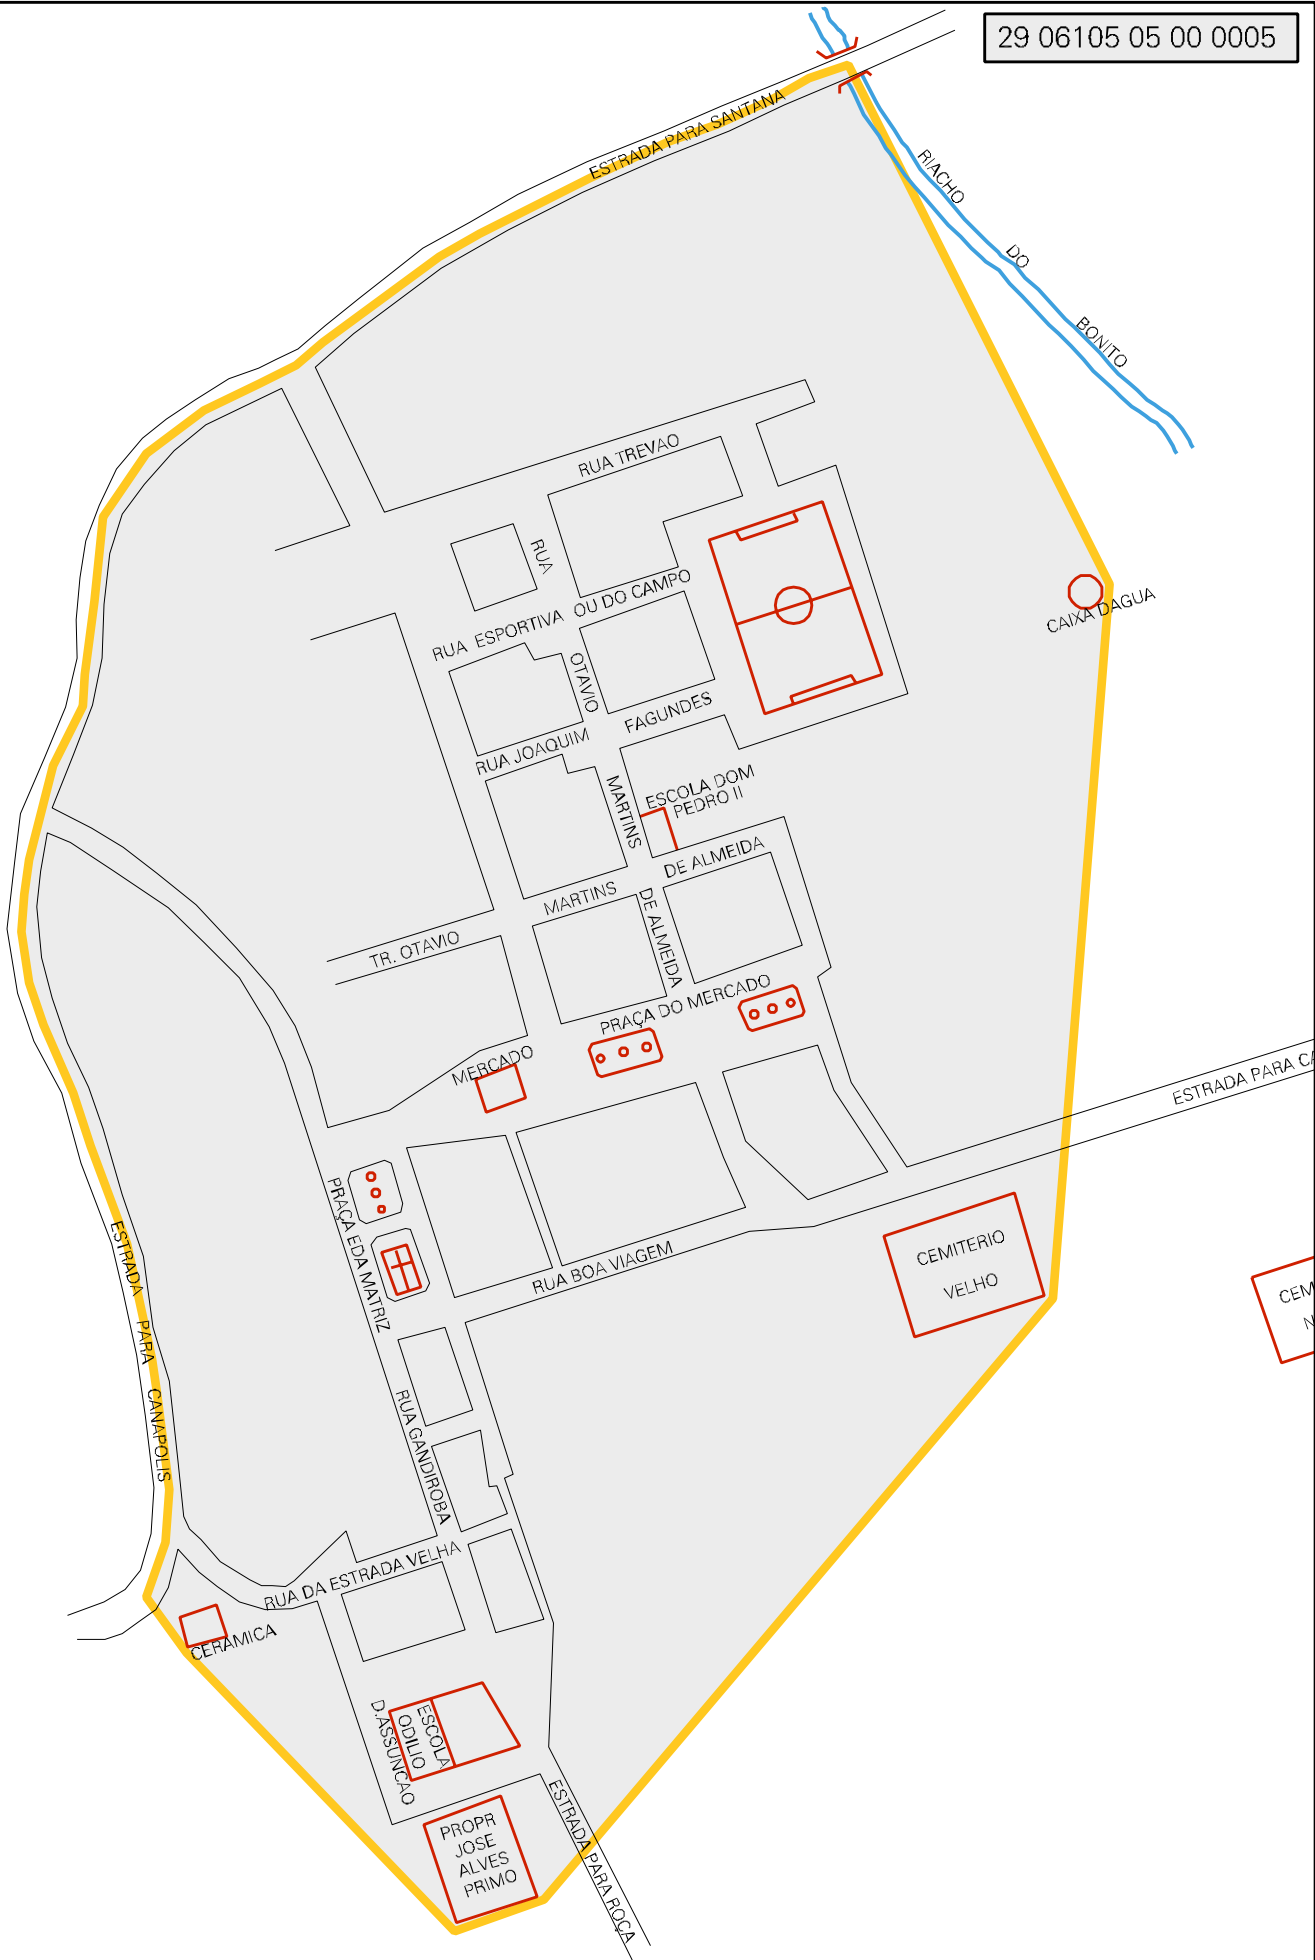 29 06105 05 00 0005
ESTRADA PARA SANTANA
RIACHO
DO
BONITO
RUA TREVAO
RUA
OTAVIO
MARTINS
DE ALMEIDA
RUA ESPORTIVA OU DO CAMPO
CAIXA DAGUA
RUA JOAQUIM FAGUNDES
ESCOLA DOM
PEDRO II
TR. OTAVIO MARTINS DE ALMEIDA
PRAÇA DO MERCADO
MERCADO
ESTRADA PARA CA
PRAÇA EDA MATRIZ
RUA BOA VIAGEM
CEMITERIO
VELHO
CEM
N
ESTRADA PARA CANAPOLIS
RUA GANDIROBA
RUA DA ESTRADA VELHA
CERAMICA
ESCOLA
ODILIO
D.ASSUNCAO
PROPR
JOSE
ALVES
PRIMO
ESTRADA PARA ROÇA